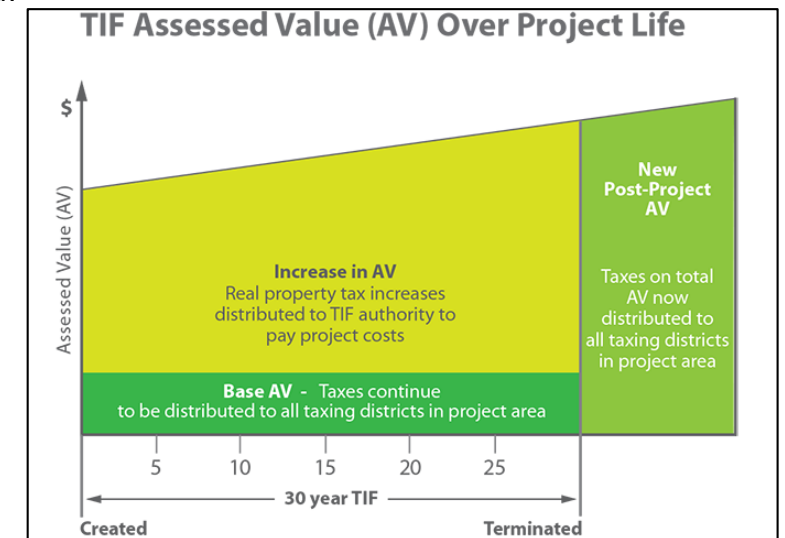 TIF Assessed Value (AV) Over Project Life
$
Assessed Value (AV)
New
Post-Project
AV
Increase in AV
Real property tax increases
distributed to TIF authority to
pay project costs
Taxes on total
AV now
distributed to
all taxing districts
in project area
Base AV - Taxes continue
to be distributed to all taxing districts in project area
5 10 15 20 25
30 year TIF
Created Terminated